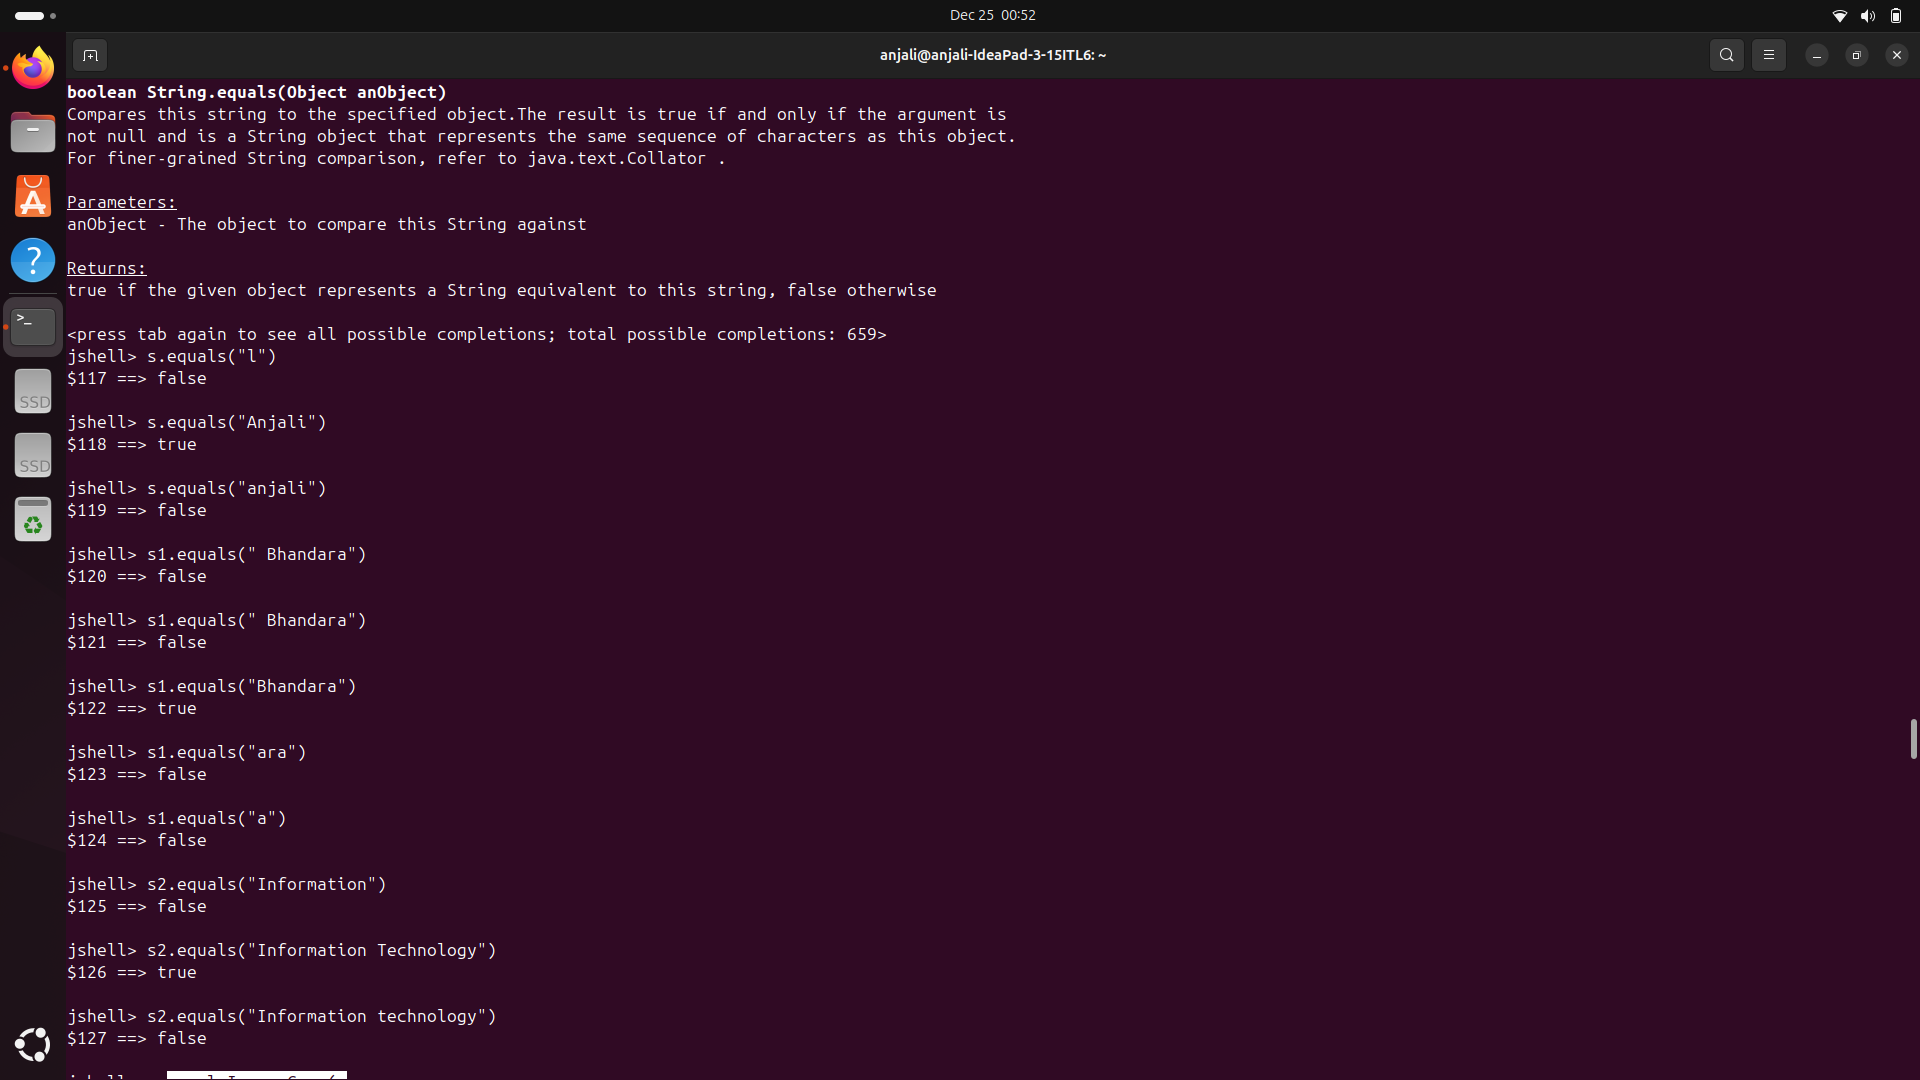 Dec 25 00:52
anjali@anjali-IdeaPad-3-15ITL6: ~
boolean String.equals(Object anObject)
Compares this string to the specified object.The result is true if and only if the argument is
not null and is a String object that represents the same sequence of characters as this object.
For finer-grained String comparison, refer to java.text.Collator .
Parameters:
anObject - The object to compare this String against
Returns:
true if the given object represents a String equivalent to this string, false otherwise
<press tab again to see all possible completions; total possible completions: 659>
jshell> s.equals("l")
$117 ==> false
jshell> s.equals("Anjali")
$118 ==> true
jshell> s.equals("anjali")
$119 ==> false
jshell> s1.equals(" Bhandara")
$120 ==> false
jshell> s1.equals(" Bhandara")
$121 ==> false
jshell> s1.equals("Bhandara")
$122 ==> true
jshell> s1.equals("ara")
$123 ==> false
jshell> s1.equals("a")
$124 ==> false
jshell> s2.equals("Information")
$125 ==> false
jshell> s2.equals("Information Technology")
$126 ==> true
jshell> s2.equals("Information technology")
$127 ==> false
SSD
SSD